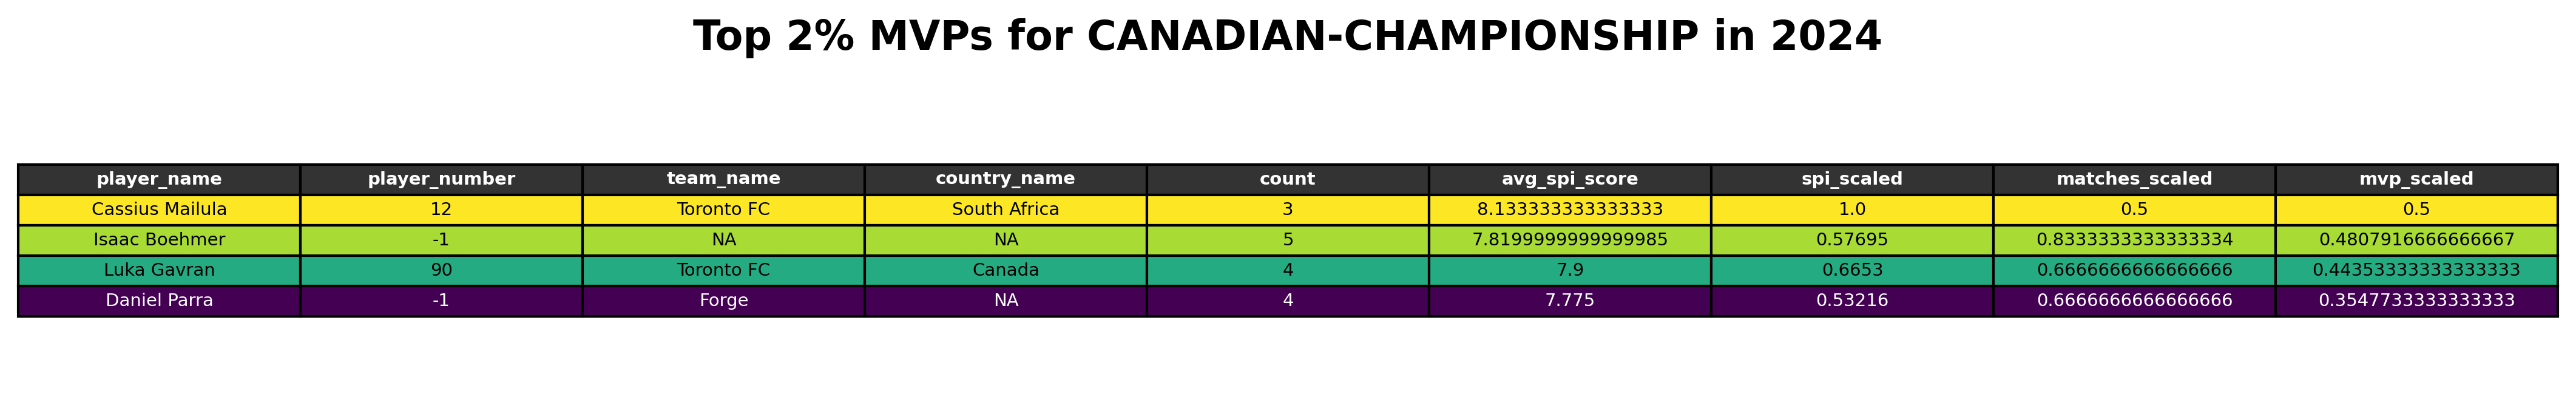 Top 2% MVPs for CANADIAN-CHAMPIONSHIP in 2024
player_name player_number team_name country_name count avg_spi_score spi_scaled matches_scaled mvp_scaled
Cassius Mailula 12 Toronto FC South Africa 3 8.133333333333333 1.0 0.5 0.5
Isaac Boehmer -1 NA NA 5 7.8199999999999985 0.57695 0.8333333333333334 0.4807916666666667
Luka Gavran 90 Toronto FC Canada 4 7.9 0.6653 0.6666666666666666 0.44353333333333333
Daniel Parra -1 Forge NA 4 7.775 0.53216 0.6666666666666666 0.3547733333333333